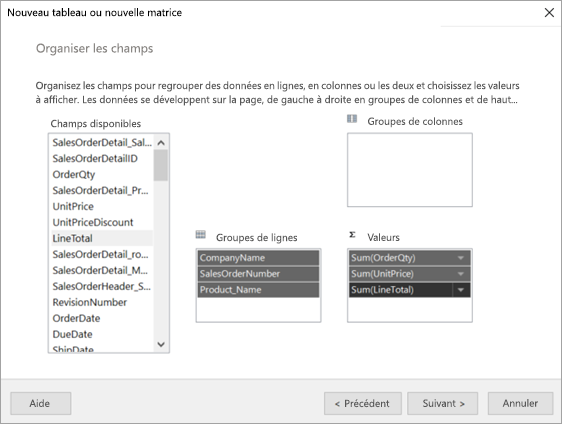 Nouveau tableau ou nouvelle matrice
Organiser les champs
Organisez les champs pour regrouper des données en lignes, en colonnes ou les deux et choisissez les valeurs
à afficher. Les données se développent sur la page, de gauche à droite en groupes de colonnes et de haut...
Champs disponibles
SalesOrderDetail_Sal...
SalesOrderDetailID
OrderQty
SalesOrderDetail_Pr...
UnitPrice
UnitPriceDiscount
LineTotal
SalesOrderDetail_ro...
SalesOrderDetail_M...
SalesOrderHeader_S...
RevisionNumber
OrderDate
DueDate
ShipDate
Groupes de colonnes
Groupes de lignes
CompanyName
SalesOrderNumber
Product_Name
Σ Valeurs
Sum(OrderQty)
Sum(UnitPrice)
Sum(LineTotal)
Aide
< Précédent
Suivant >
Annuler